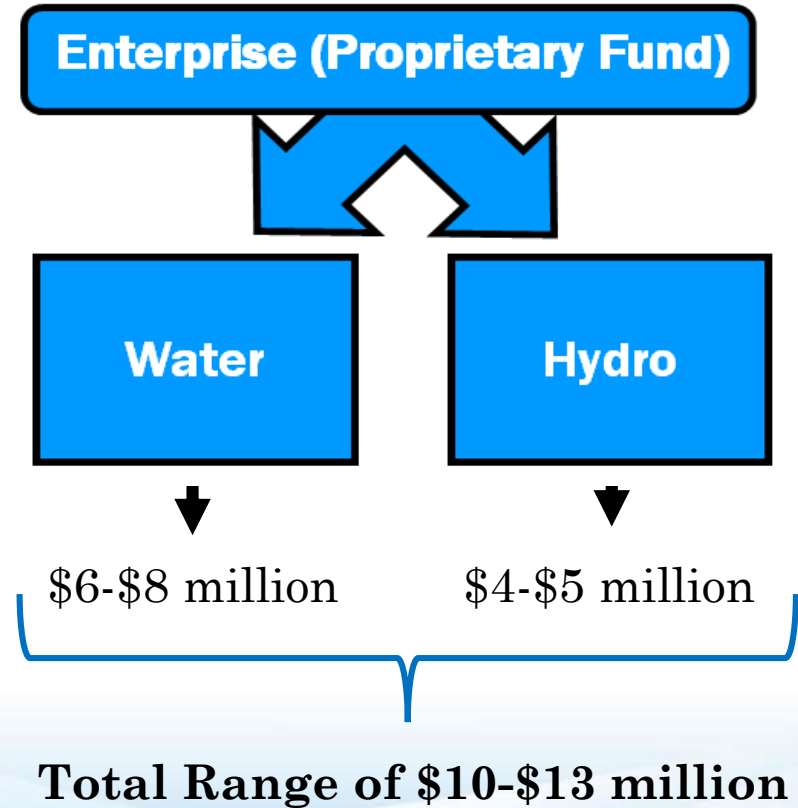 Enterprise (Proprietary Fund)
Water
Hydro
$6-$8 million
$4-$5 million
Total Range of $10-$13 million